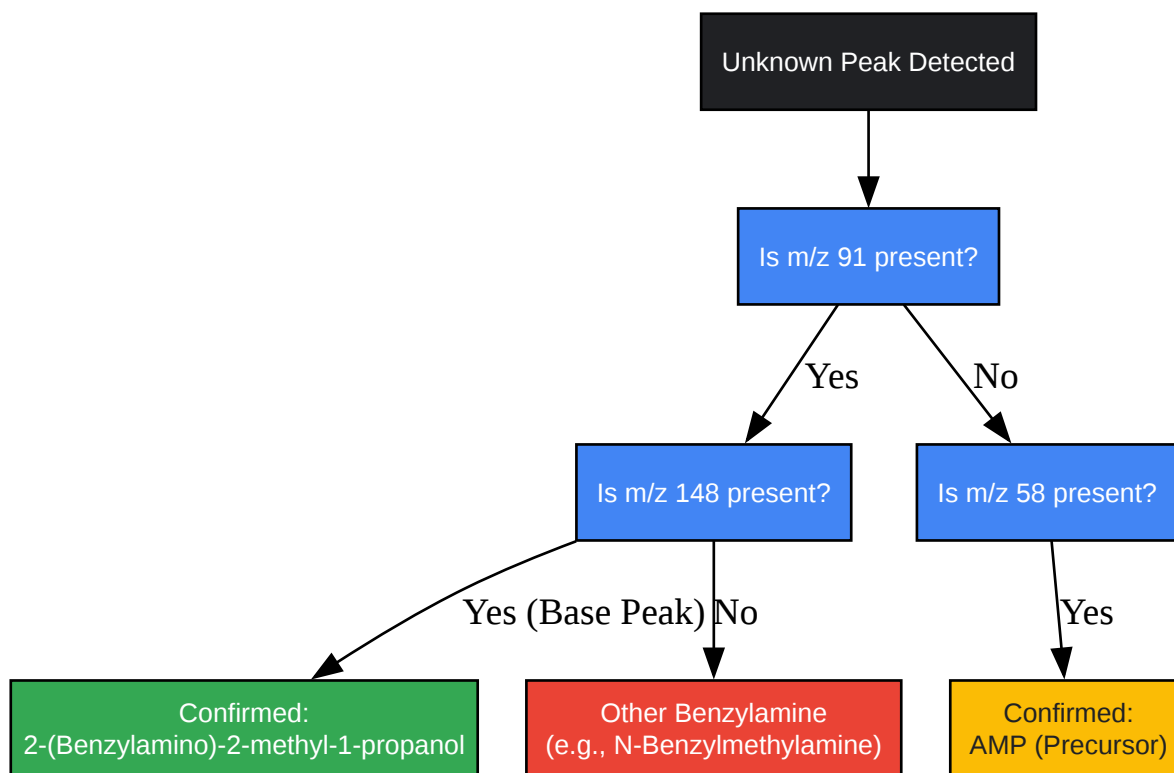 Unknown Peak Detected
Is m/z 91 present?
Yes
No
Is m/z 148 present?
Is m/z 58 present?
Yes (Base Peak)
No
Yes
Confirmed:
2-(Benzylamino)-2-methyl-1-propanol
Other Benzylamine
(e.g., N-Benzylmethylamine)
Confirmed:
AMP (Precursor)